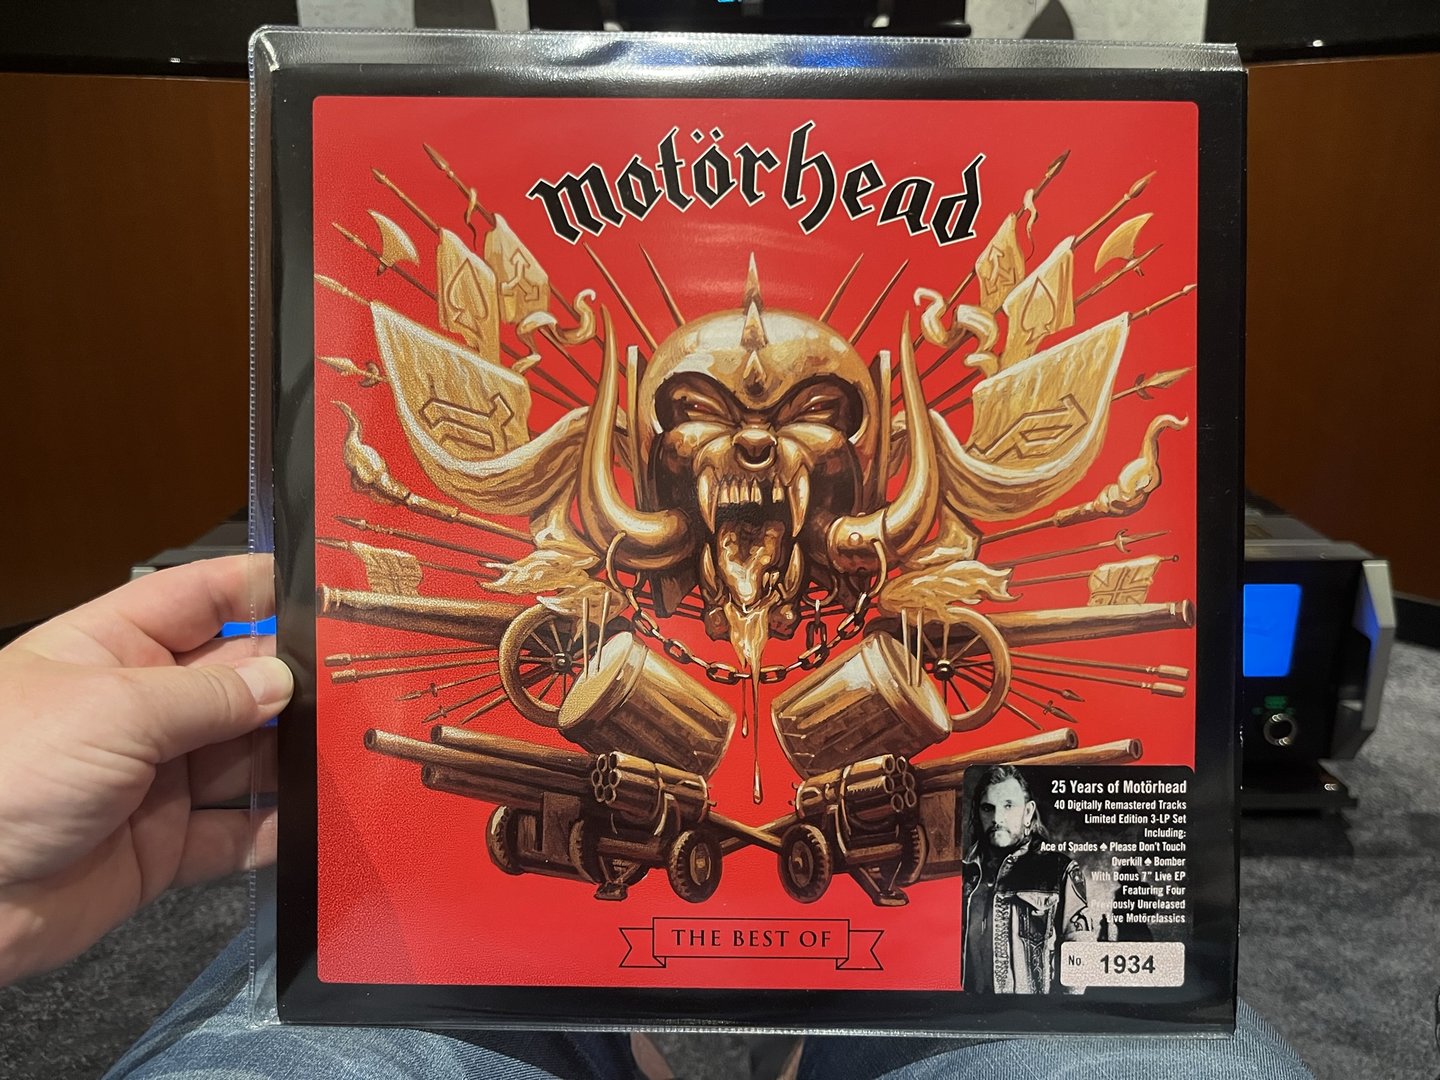 motörhead
THE BEST OF
25 Years of Motörhead
40 Digitally Remastered Tracks
Limited Edition 3-LP Set
Including:
Ace of Spades ♠ Please Don't Touch
Overkill ♠ Bomber
With Bonus 7" Live EP
Featuring Four
Previously Unreleased
Live Motörclassics
No. 1934